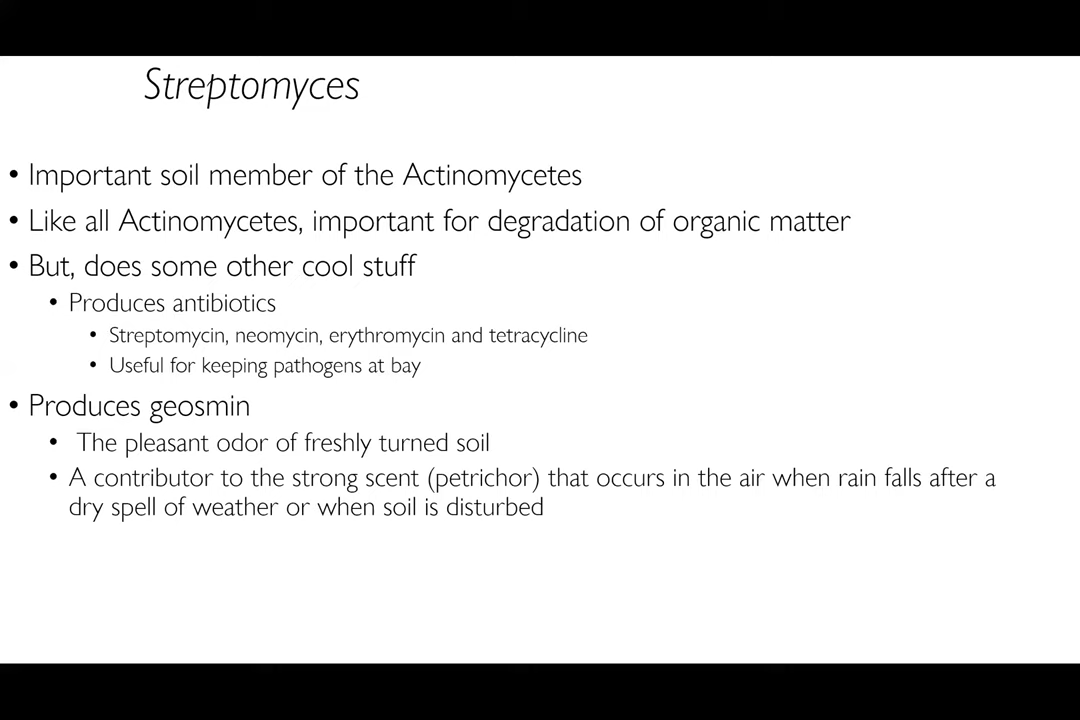 Streptomyces
• Important soil member of the Actinomycetes
• Like all Actinomycetes, important for degradation of organic matter
• But, does some other cool stuff
• Produces antibiotics
• Streptomycin, neomycin, erythromycin and tetracycline
• Useful for keeping pathogens at bay
• Produces geosmin
• The pleasant odor of freshly turned soil
• A contributor to the strong scent (petrichor) that occurs in the air when rain falls after a
dry spell of weather or when soil is disturbed